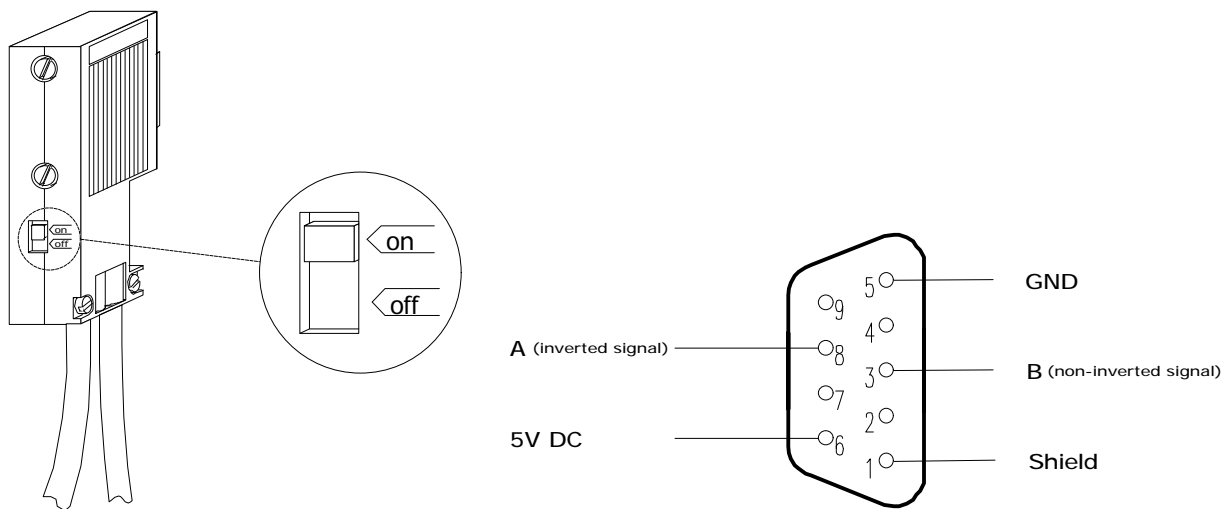 on
off
on
off
5
GND
9
4
A (inverted signal)
8
3
B (non-inverted signal)
7
2
5V DC
6
1
Shield